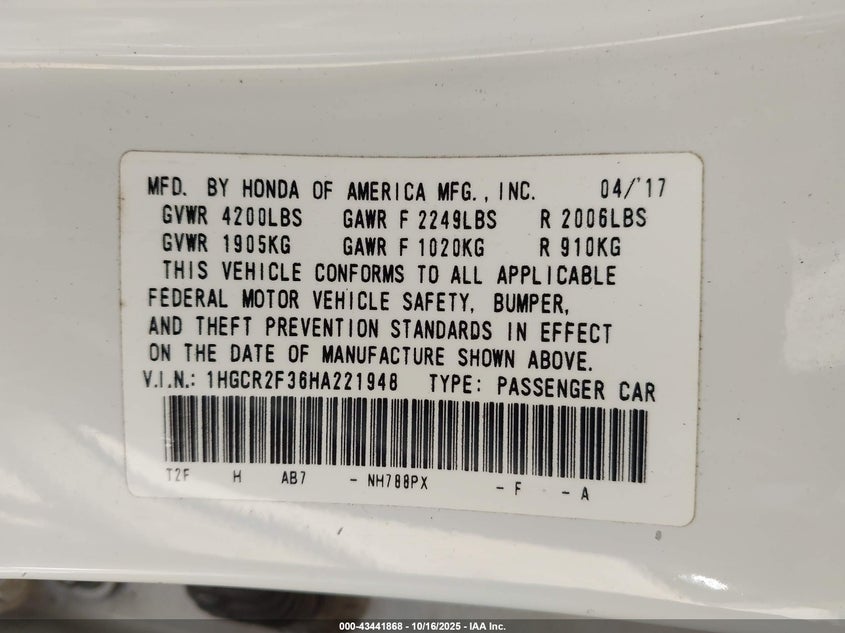 MFD. BY HONDA OF AMERICA MFG., INC. 04/'17
GVWR 4200LBS GAWR F 2249LBS R 2006LBS
GVWR 1905KG GAWR F 1020KG R 910KG
THIS VEHICLE CONFORMS TO ALL APPLICABLE
FEDERAL MOTOR VEHICLE SAFETY, BUMPER,
AND THEFT PREVENTION STANDARDS IN EFFECT
ON THE DATE OF MANUFACTURE SHOWN ABOVE.
V.I.N.: 1HGCR2F36HA221948 TYPE: PASSENGER CAR
T2F H AB7 - NH788PX - F - A
000-43441868 | 10/16/2025 - IAA Inc.